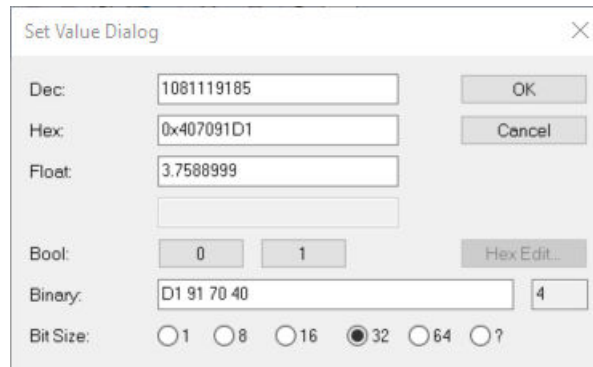 Set Value Dialog
Dec: 1081119185 OK
Hex: 0x407091D1 Cancel
Float: 3.7588999
Bool: 0 1 Hex Edit...
Binary: D1 91 70 40 4
Bit Size: 1 8 16 32 64 ?